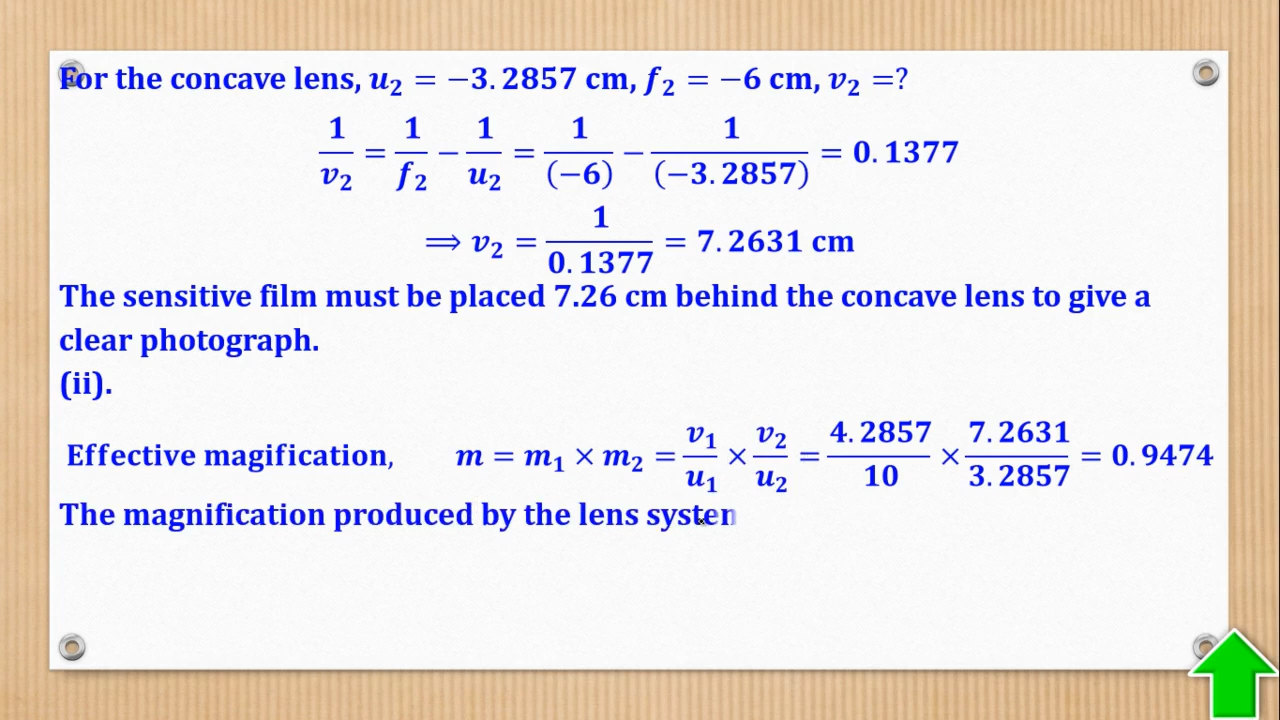 For the concave lens, u₂ = −3.2857 cm, f₂ = −6 cm, v₂ =?
1/v₂ = 1/f₂ − 1/u₂ = 1/(−6) − 1/(−3.2857) = 0.1377
⟹ v₂ = 1/0.1377 = 7.2631 cm
The sensitive film must be placed 7.26 cm behind the concave lens to give a
clear photograph.
(ii).
Effective magification, m = m₁ × m₂ = v₁/u₁ × v₂/u₂ = 4.2857/10 × 7.2631/3.2857 = 0.9474
The magnification produced by the lens